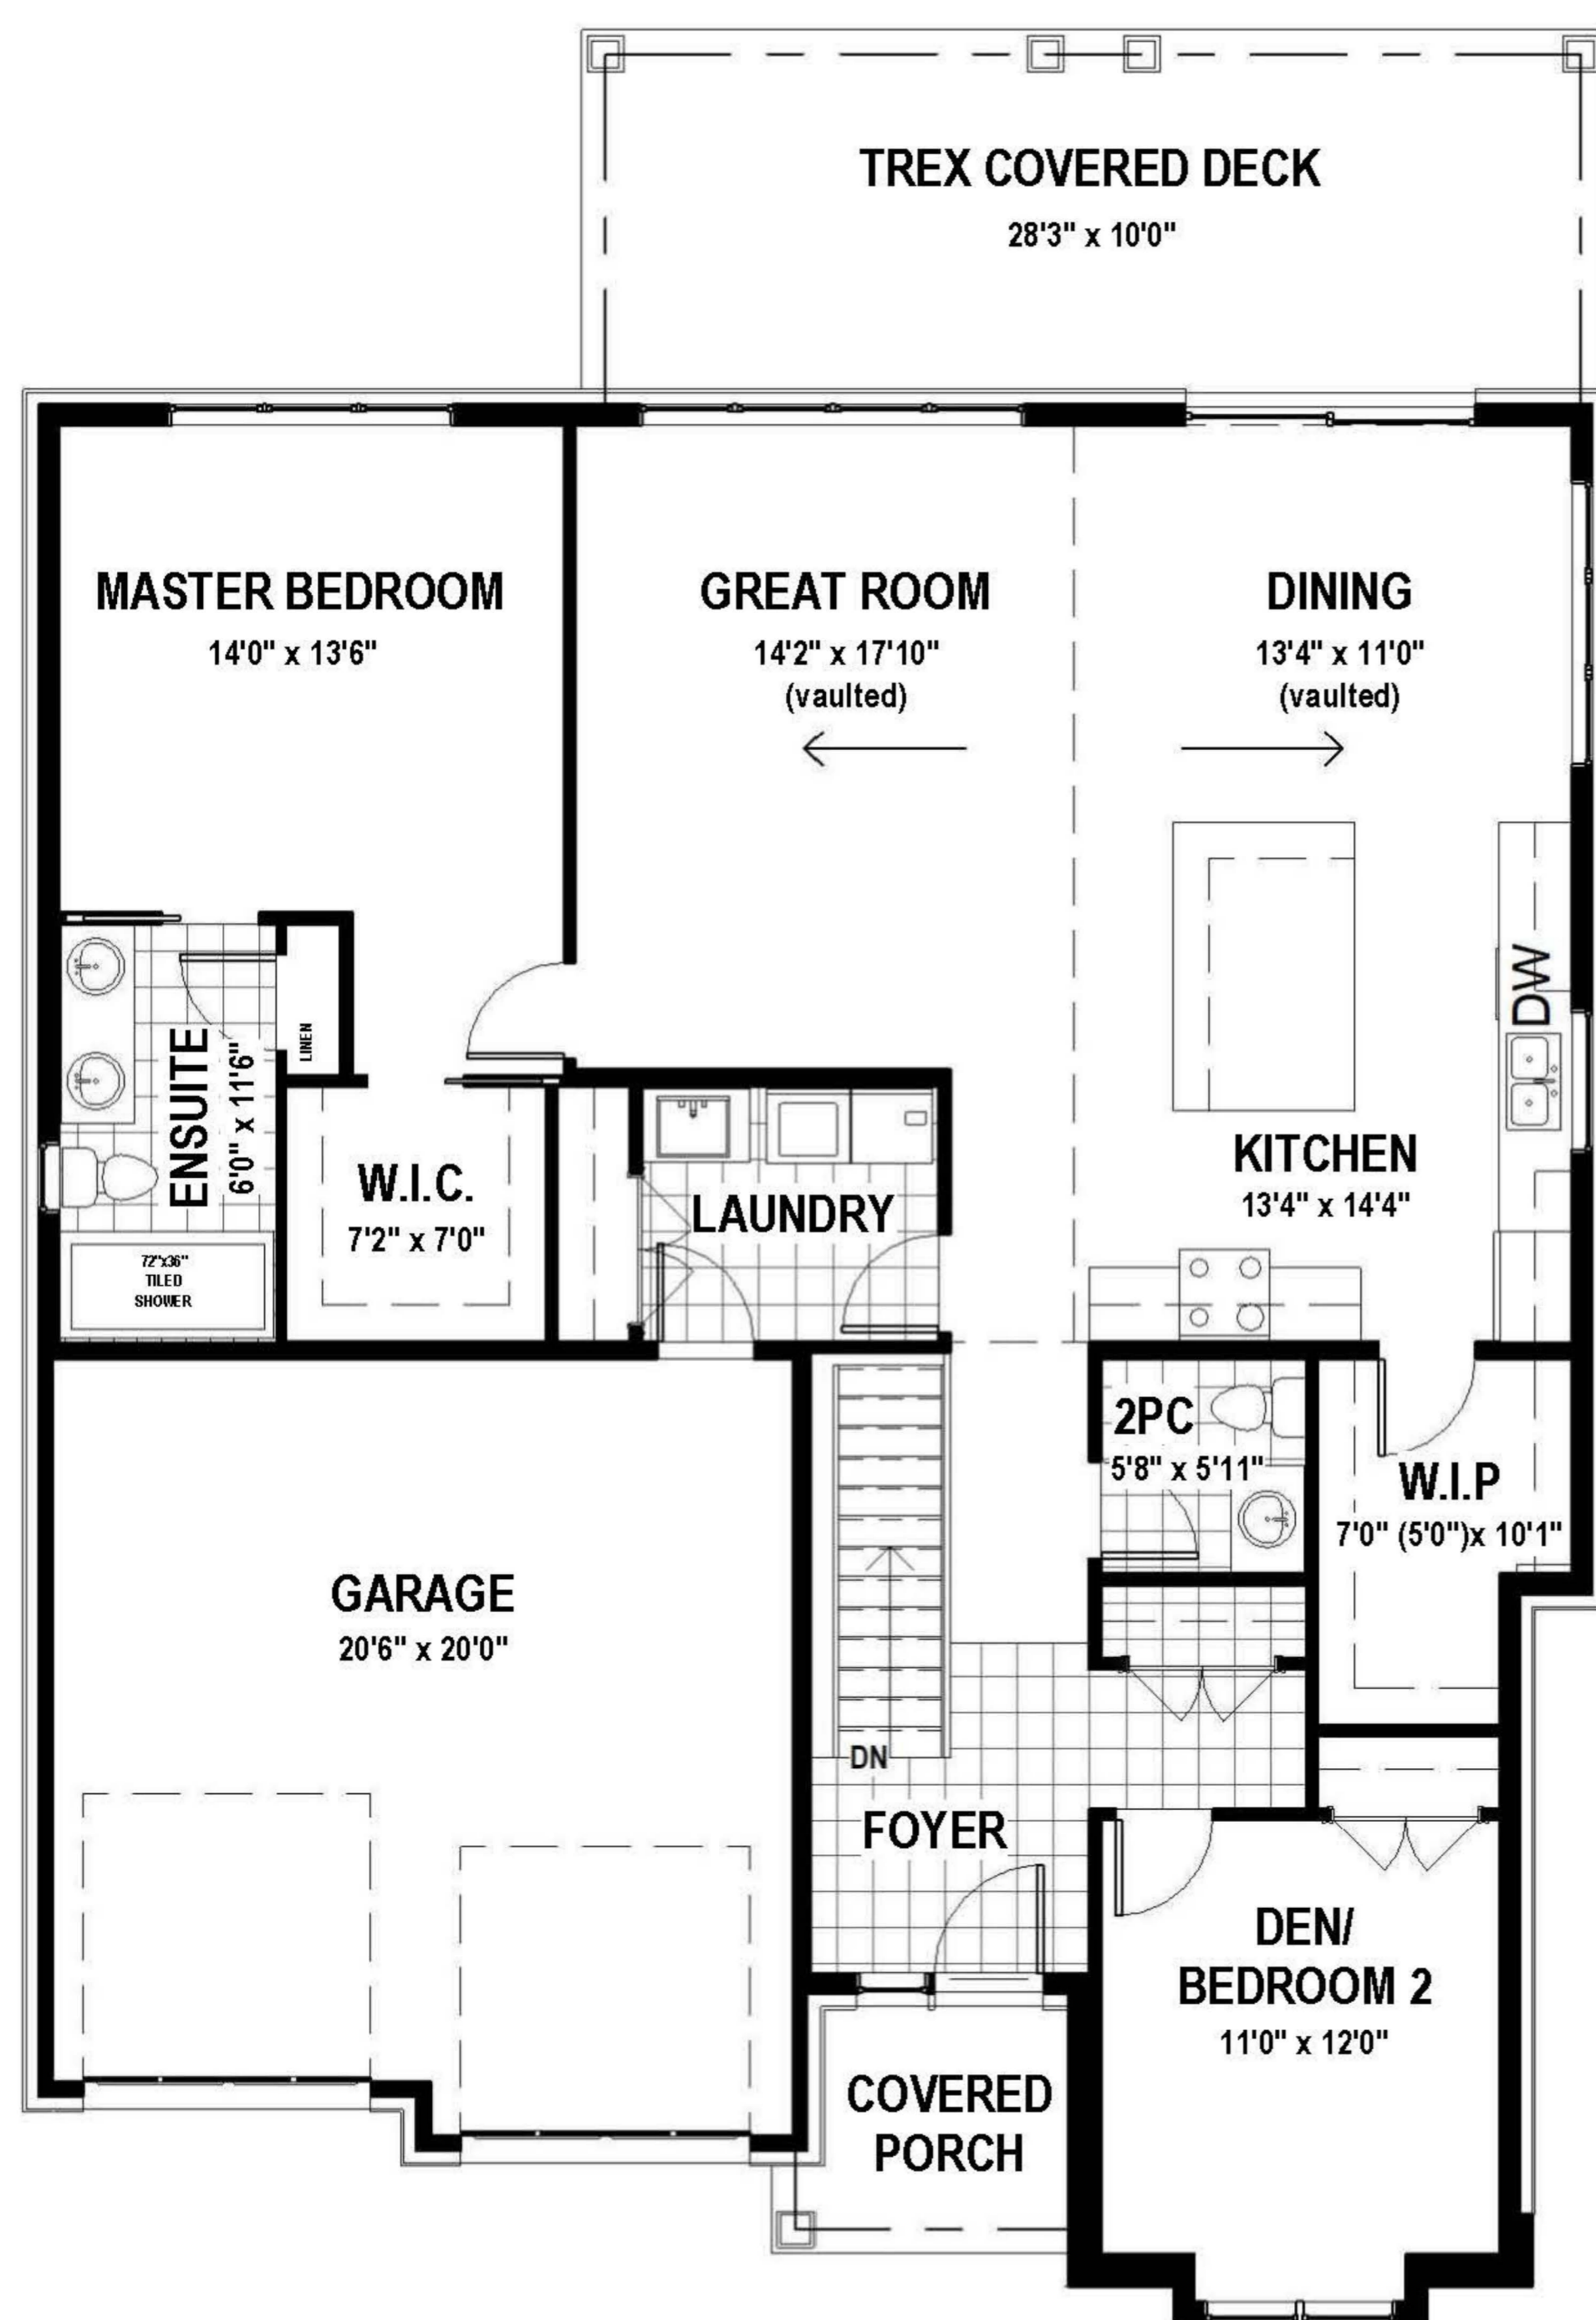 TREX COVERED DECK
28'3" x 10'0"
MASTER BEDROOM
14'0" x 13'6"
GREAT ROOM
14'2" x 17'10"
(vaulted)
DINING
13'4" x 11'0"
(vaulted)
DW
ENSUITE
6'0" x 11'6"
LINEN
72"x36"
TILED
SHOWER
W.I.C.
7'2" x 7'0"
LAUNDRY
KITCHEN
13'4" x 14'4"
2PC
5'8" x 5'11"
W.I.P
7'0" (5'0")x 10'1"
GARAGE
20'6" x 20'0"
DN
FOYER
DEN/
BEDROOM 2
11'0" x 12'0"
COVERED
PORCH